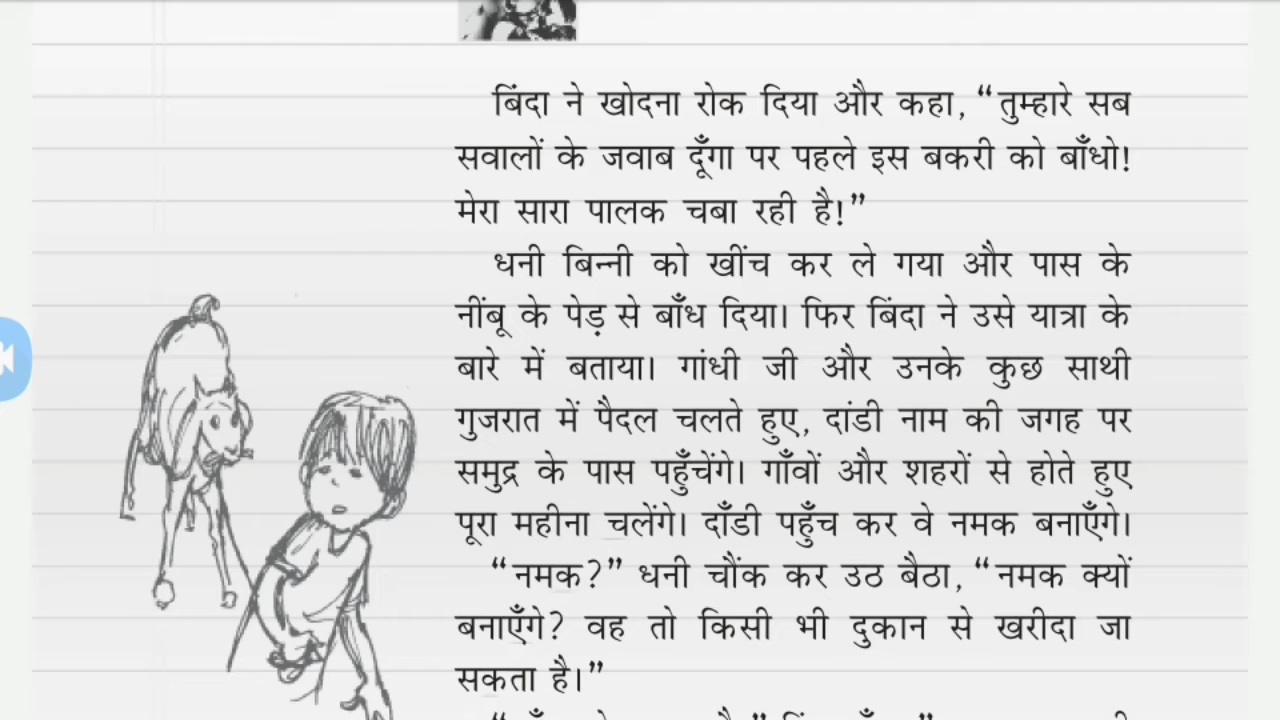 बिंदा ने खोदना रोक दिया और कहा, “तुम्हारे सब
सवालों के जवाब दूँगा पर पहले इस बकरी को बाँधो!
मेरा सारा पालक चबा रही है!”
धनी बिन्नी को खींच कर ले गया और पास के
नींबू के पेड़ से बाँध दिया। फिर बिंदा ने उसे यात्रा के
बारे में बताया। गांधी जी और उनके कुछ साथी
गुजरात में पैदल चलते हुए, दांडी नाम की जगह पर
समुद्र के पास पहुँचेंगे। गाँवों और शहरों से होते हुए
पूरा महीना चलेंगे। दाँडी पहुँच कर वे नमक बनाएँगे।
“नमक?” धनी चौंक कर उठ बैठा, “नमक क्यों
बनाएँगे? वह तो किसी भी दुकान से खरीदा जा
सकता है।”